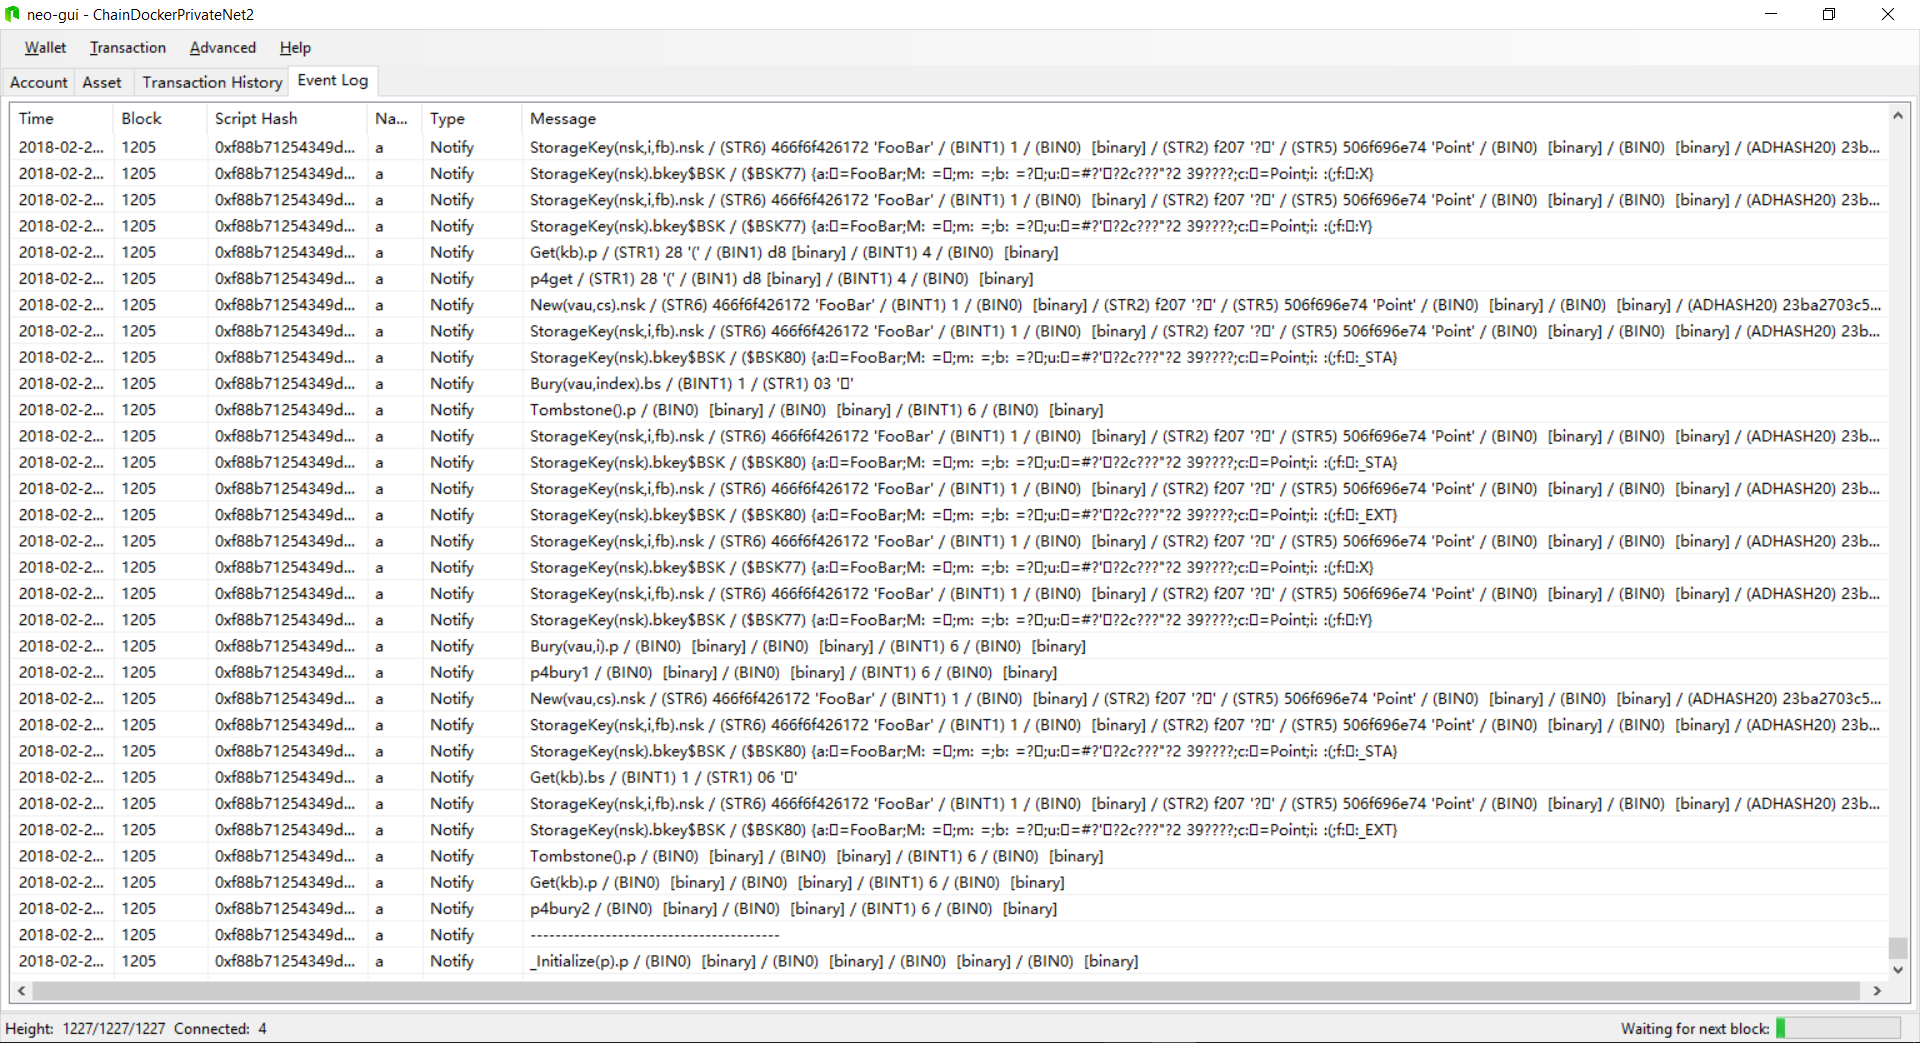 neo-gui - ChainDockerPrivateNet2
Wallet Transaction Advanced Help
Account Asset Transaction History Event Log
Time Block Script Hash Na... Type Message
2018-02-2... 1205 0xf88b71254349d... a Notify StorageKey(nsk,i,fb).nsk / (STR6) 466f6f426172 'FooBar' / (BINT1) 1 / (BIN0) [binary] / (STR2) f207 '?▯' / (STR5) 506f696e74 'Point' / (BIN0) [binary] / (BIN0) [binary] / (ADHASH20) 23b...
2018-02-2... 1205 0xf88b71254349d... a Notify StorageKey(nsk).bkey$BSK / ($BSK77) {a:▯=FooBar;M: =▯;m: =;b: =?▯;u:▯=#?'▯?2c???"?2 39????;c:▯=Point;i: :(;f:▯:X}
2018-02-2... 1205 0xf88b71254349d... a Notify StorageKey(nsk,i,fb).nsk / (STR6) 466f6f426172 'FooBar' / (BINT1) 1 / (BIN0) [binary] / (STR2) f207 '?▯' / (STR5) 506f696e74 'Point' / (BIN0) [binary] / (BIN0) [binary] / (ADHASH20) 23b...
2018-02-2... 1205 0xf88b71254349d... a Notify StorageKey(nsk).bkey$BSK / ($BSK77) {a:▯=FooBar;M: =▯;m: =;b: =?▯;u:▯=#?'▯?2c???"?2 39????;c:▯=Point;i: :(;f:▯:Y}
2018-02-2... 1205 0xf88b71254349d... a Notify Get(kb).p / (STR1) 28 '(' / (BIN1) d8 [binary] / (BINT1) 4 / (BIN0) [binary]
2018-02-2... 1205 0xf88b71254349d... a Notify p4get / (STR1) 28 '(' / (BIN1) d8 [binary] / (BINT1) 4 / (BIN0) [binary]
2018-02-2... 1205 0xf88b71254349d... a Notify New(vau,cs).nsk / (STR6) 466f6f426172 'FooBar' / (BINT1) 1 / (BIN0) [binary] / (STR2) f207 '?▯' / (STR5) 506f696e74 'Point' / (BIN0) [binary] / (BIN0) [binary] / (ADHASH20) 23ba2703c5...
2018-02-2... 1205 0xf88b71254349d... a Notify StorageKey(nsk,i,fb).nsk / (STR6) 466f6f426172 'FooBar' / (BINT1) 1 / (BIN0) [binary] / (STR2) f207 '?▯' / (STR5) 506f696e74 'Point' / (BIN0) [binary] / (BIN0) [binary] / (ADHASH20) 23b...
2018-02-2... 1205 0xf88b71254349d... a Notify StorageKey(nsk).bkey$BSK / ($BSK80) {a:▯=FooBar;M: =▯;m: =;b: =?▯;u:▯=#?'▯?2c???"?2 39????;c:▯=Point;i: :(;f:▯:_STA}
2018-02-2... 1205 0xf88b71254349d... a Notify Bury(vau,index).bs / (BINT1) 1 / (STR1) 03 '▯'
2018-02-2... 1205 0xf88b71254349d... a Notify Tombstone().p / (BIN0) [binary] / (BIN0) [binary] / (BINT1) 6 / (BIN0) [binary]
2018-02-2... 1205 0xf88b71254349d... a Notify StorageKey(nsk,i,fb).nsk / (STR6) 466f6f426172 'FooBar' / (BINT1) 1 / (BIN0) [binary] / (STR2) f207 '?▯' / (STR5) 506f696e74 'Point' / (BIN0) [binary] / (BIN0) [binary] / (ADHASH20) 23b...
2018-02-2... 1205 0xf88b71254349d... a Notify StorageKey(nsk).bkey$BSK / ($BSK80) {a:▯=FooBar;M: =▯;m: =;b: =?▯;u:▯=#?'▯?2c???"?2 39????;c:▯=Point;i: :(;f:▯:_STA}
2018-02-2... 1205 0xf88b71254349d... a Notify StorageKey(nsk,i,fb).nsk / (STR6) 466f6f426172 'FooBar' / (BINT1) 1 / (BIN0) [binary] / (STR2) f207 '?▯' / (STR5) 506f696e74 'Point' / (BIN0) [binary] / (BIN0) [binary] / (ADHASH20) 23b...
2018-02-2... 1205 0xf88b71254349d... a Notify StorageKey(nsk).bkey$BSK / ($BSK80) {a:▯=FooBar;M: =▯;m: =;b: =?▯;u:▯=#?'▯?2c???"?2 39????;c:▯=Point;i: :(;f:▯:_EXT}
2018-02-2... 1205 0xf88b71254349d... a Notify StorageKey(nsk,i,fb).nsk / (STR6) 466f6f426172 'FooBar' / (BINT1) 1 / (BIN0) [binary] / (STR2) f207 '?▯' / (STR5) 506f696e74 'Point' / (BIN0) [binary] / (BIN0) [binary] / (ADHASH20) 23b...
2018-02-2... 1205 0xf88b71254349d... a Notify StorageKey(nsk).bkey$BSK / ($BSK77) {a:▯=FooBar;M: =▯;m: =;b: =?▯;u:▯=#?'▯?2c???"?2 39????;c:▯=Point;i: :(;f:▯:X}
2018-02-2... 1205 0xf88b71254349d... a Notify StorageKey(nsk,i,fb).nsk / (STR6) 466f6f426172 'FooBar' / (BINT1) 1 / (BIN0) [binary] / (STR2) f207 '?▯' / (STR5) 506f696e74 'Point' / (BIN0) [binary] / (BIN0) [binary] / (ADHASH20) 23b...
2018-02-2... 1205 0xf88b71254349d... a Notify StorageKey(nsk).bkey$BSK / ($BSK77) {a:▯=FooBar;M: =▯;m: =;b: =?▯;u:▯=#?'▯?2c???"?2 39????;c:▯=Point;i: :(;f:▯:Y}
2018-02-2... 1205 0xf88b71254349d... a Notify Bury(vau,i).p / (BIN0) [binary] / (BIN0) [binary] / (BINT1) 6 / (BIN0) [binary]
2018-02-2... 1205 0xf88b71254349d... a Notify p4bury1 / (BIN0) [binary] / (BIN0) [binary] / (BINT1) 6 / (BIN0) [binary]
2018-02-2... 1205 0xf88b71254349d... a Notify New(vau,cs).nsk / (STR6) 466f6f426172 'FooBar' / (BINT1) 1 / (BIN0) [binary] / (STR2) f207 '?▯' / (STR5) 506f696e74 'Point' / (BIN0) [binary] / (BIN0) [binary] / (ADHASH20) 23ba2703c5...
2018-02-2... 1205 0xf88b71254349d... a Notify StorageKey(nsk,i,fb).nsk / (STR6) 466f6f426172 'FooBar' / (BINT1) 1 / (BIN0) [binary] / (STR2) f207 '?▯' / (STR5) 506f696e74 'Point' / (BIN0) [binary] / (BIN0) [binary] / (ADHASH20) 23b...
2018-02-2... 1205 0xf88b71254349d... a Notify StorageKey(nsk).bkey$BSK / ($BSK80) {a:▯=FooBar;M: =▯;m: =;b: =?▯;u:▯=#?'▯?2c???"?2 39????;c:▯=Point;i: :(;f:▯:_STA}
2018-02-2... 1205 0xf88b71254349d... a Notify Get(kb).bs / (BINT1) 1 / (STR1) 06 '▯'
2018-02-2... 1205 0xf88b71254349d... a Notify StorageKey(nsk,i,fb).nsk / (STR6) 466f6f426172 'FooBar' / (BINT1) 1 / (BIN0) [binary] / (STR2) f207 '?▯' / (STR5) 506f696e74 'Point' / (BIN0) [binary] / (BIN0) [binary] / (ADHASH20) 23b...
2018-02-2... 1205 0xf88b71254349d... a Notify StorageKey(nsk).bkey$BSK / ($BSK80) {a:▯=FooBar;M: =▯;m: =;b: =?▯;u:▯=#?'▯?2c???"?2 39????;c:▯=Point;i: :(;f:▯:_EXT}
2018-02-2... 1205 0xf88b71254349d... a Notify Tombstone().p / (BIN0) [binary] / (BIN0) [binary] / (BINT1) 6 / (BIN0) [binary]
2018-02-2... 1205 0xf88b71254349d... a Notify Get(kb).p / (BIN0) [binary] / (BIN0) [binary] / (BINT1) 6 / (BIN0) [binary]
2018-02-2... 1205 0xf88b71254349d... a Notify p4bury2 / (BIN0) [binary] / (BIN0) [binary] / (BINT1) 6 / (BIN0) [binary]
2018-02-2... 1205 0xf88b71254349d... a Notify ----------------------------------------
2018-02-2... 1205 0xf88b71254349d... a Notify _Initialize(p).p / (BIN0) [binary] / (BIN0) [binary] / (BIN0) [binary] / (BIN0) [binary]
Height: 1227/1227/1227 Connected: 4 Waiting for next block: